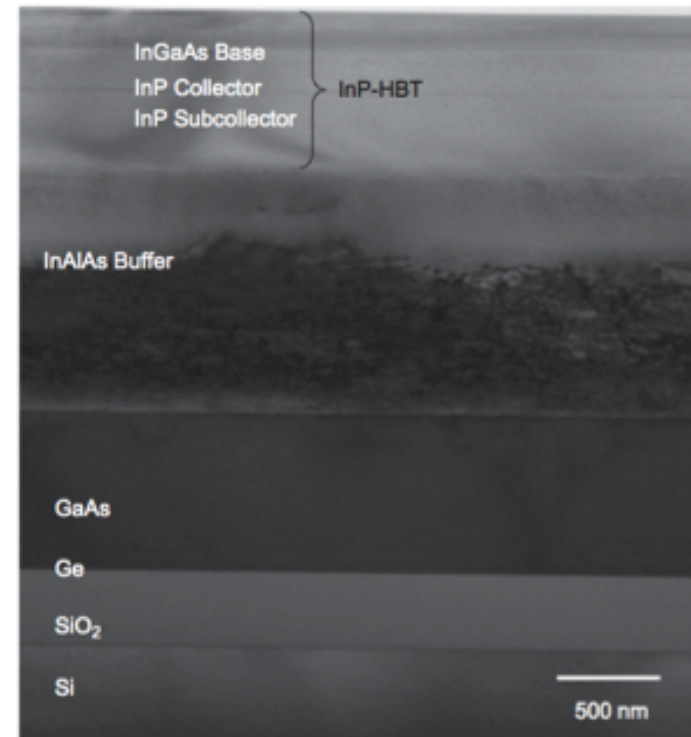 InGaAs Base
InP Collector
InP-HBT
InP Subcollector
InAlAs Buffer
GaAs
Ge
SiO₂
Si
500 nm